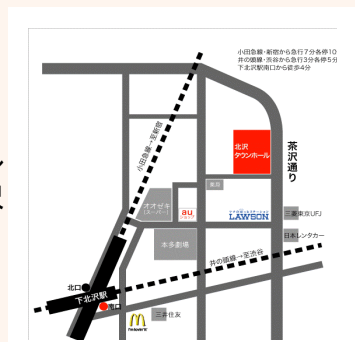 小田急線・新宿から急行7分各停10
井の頭線・渋谷から急行3分各停5分
下北沢駅南口から徒歩4分
小田急線→至新宿
北沢
タウンホール
茶沢通り
オオゼキ
(スーパー)
au
LAWSON
三菱東京UFJ
本多劇場
日本レンタカー
井の頭線→至渋谷
北口
下北沢駅
南口
三井住友
i'm lovin' it